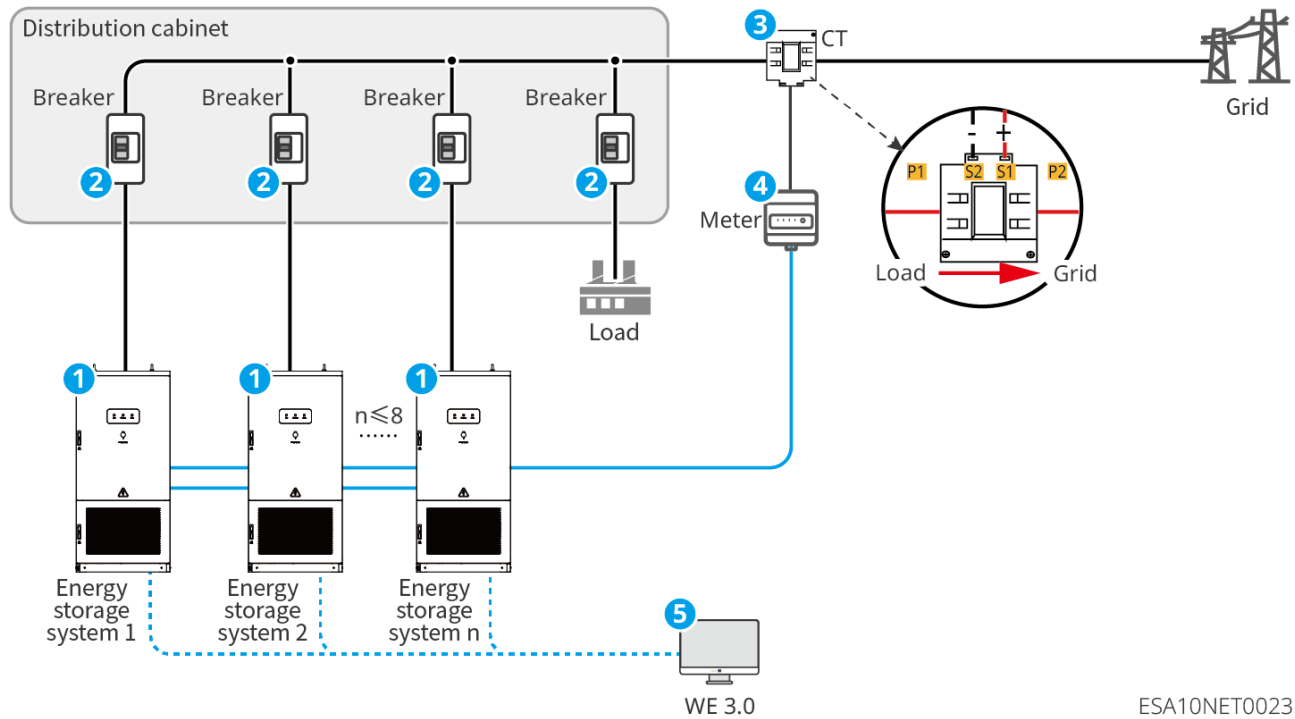 Distribution cabinet
3
CT
Breaker
Breaker
Breaker
Breaker
Grid
2
2
2
2
4
Meter
- +
P1 S2 S1 P2
Load Grid
Load
1
1
1
n≤8
......
Energy
storage
system 1
Energy
storage
system 2
Energy
storage
system n
5
WE 3.0
ESA10NET0023